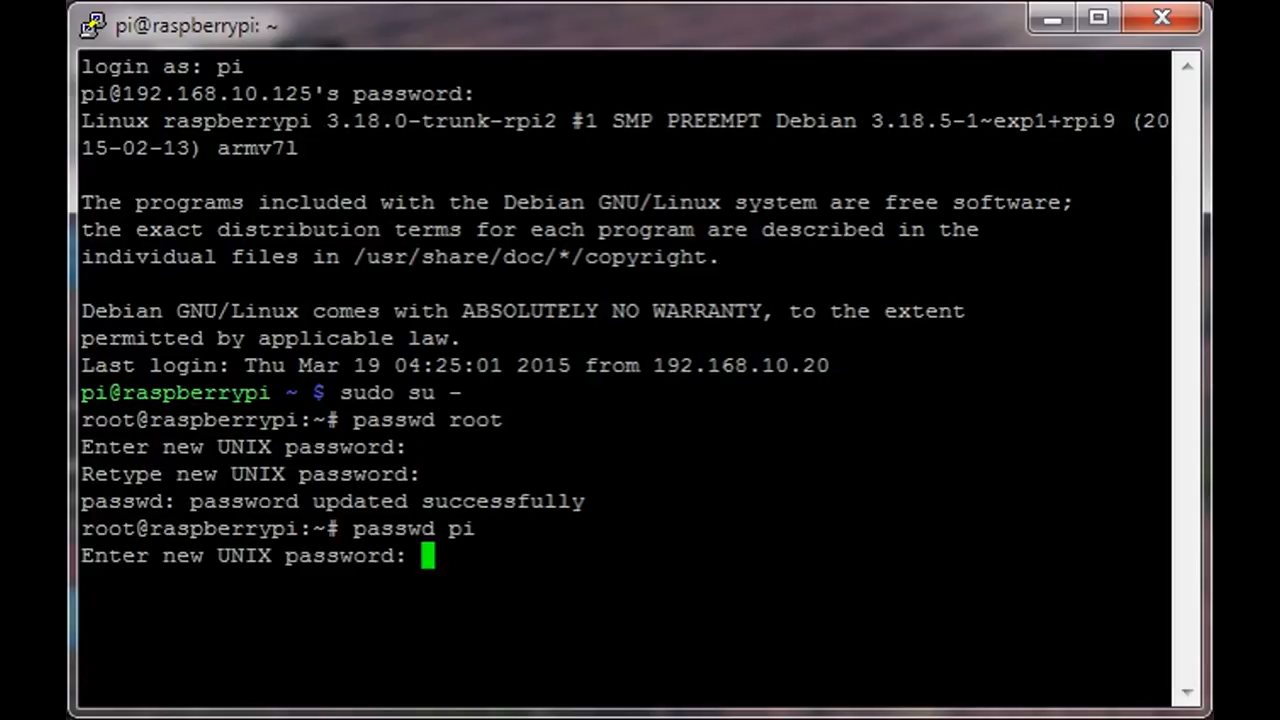 pi@raspberrypi: ~
login as: pi
pi@192.168.10.125's password:
Linux raspberrypi 3.18.0-trunk-rpi2 #1 SMP PREEMPT Debian 3.18.5-1~exp1+rpi9 (20
15-02-13) armv7l
The programs included with the Debian GNU/Linux system are free software;
the exact distribution terms for each program are described in the
individual files in /usr/share/doc/*/copyright.
Debian GNU/Linux comes with ABSOLUTELY NO WARRANTY, to the extent
permitted by applicable law.
Last login: Thu Mar 19 04:25:01 2015 from 192.168.10.20
pi@raspberrypi ~ $ sudo su -
root@raspberrypi:~# passwd root
Enter new UNIX password:
Retype new UNIX password:
passwd: password updated successfully
root@raspberrypi:~# passwd pi
Enter new UNIX password: